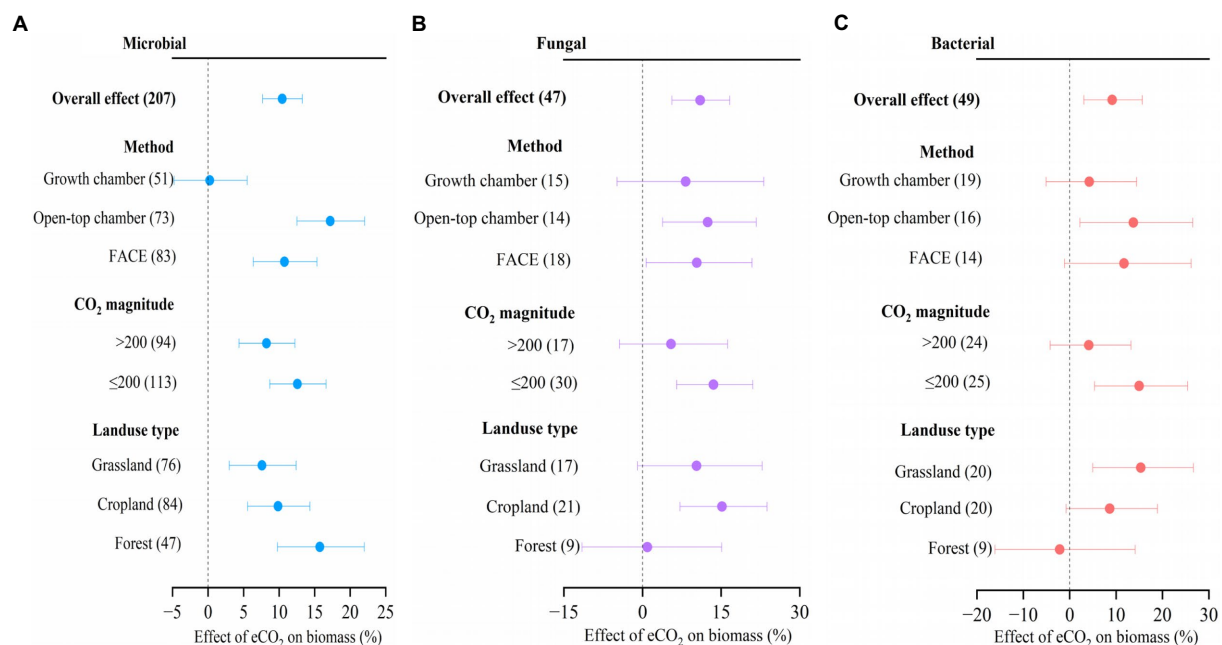 A
Microbial
Overall effect (207)
Method
Growth chamber (51)
Open-top chamber (73)
FACE (83)
CO₂ magnitude
>200 (94)
≤200 (113)
Landuse type
Grassland (76)
Cropland (84)
Forest (47)
−5 0 5 10 15 20 25
Effect of eCO₂ on biomass (%)
B
Fungal
Overall effect (47)
Method
Growth chamber (15)
Open-top chamber (14)
FACE (18)
CO₂ magnitude
>200 (17)
≤200 (30)
Landuse type
Grassland (17)
Cropland (21)
Forest (9)
−15 0 15 30
Effect of eCO₂ on biomass (%)
C
Bacterial
Overall effect (49)
Method
Growth chamber (19)
Open-top chamber (16)
FACE (14)
CO₂ magnitude
>200 (24)
≤200 (25)
Landuse type
Grassland (20)
Cropland (20)
Forest (9)
−20 −10 0 10 20 30
Effect of eCO₂ on biomass (%)